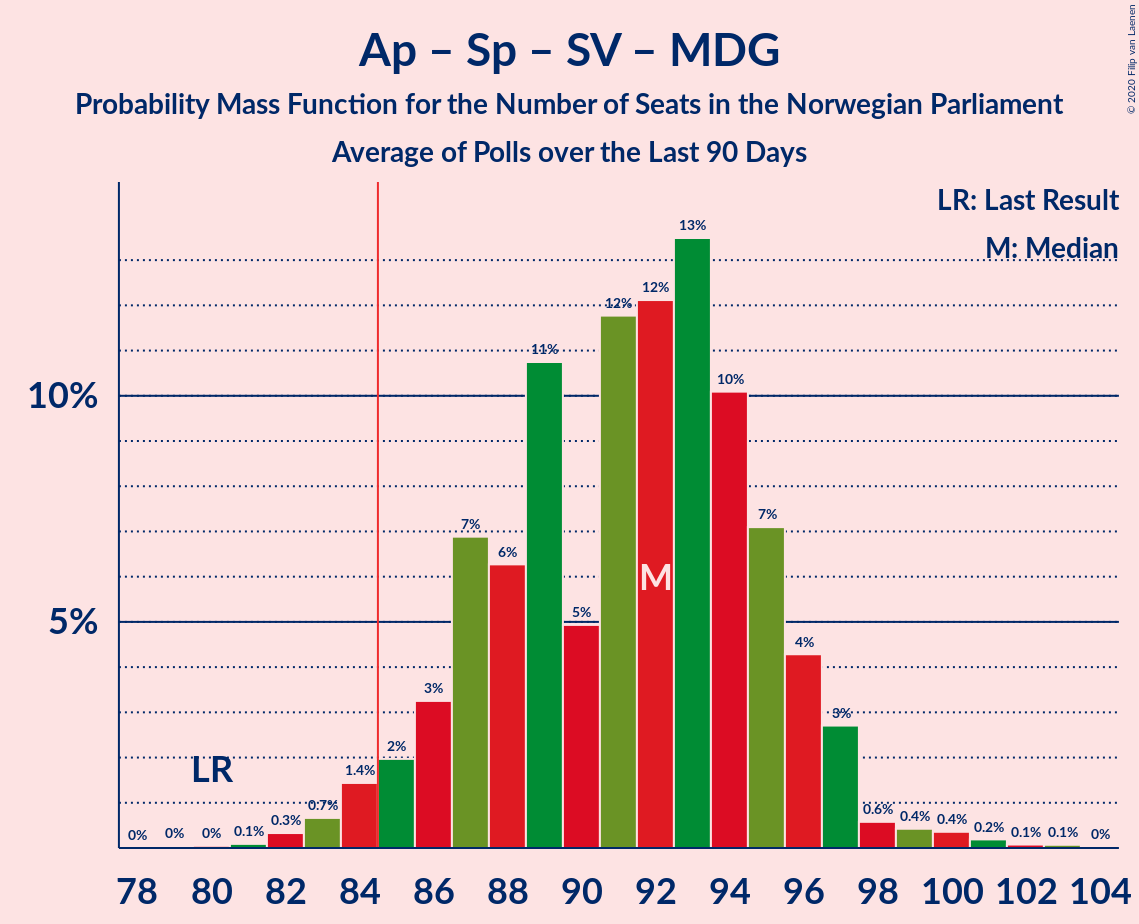 Ap – Sp – SV – MDG
Probability Mass Function for the Number of Seats in the Norwegian Parliament
Average of Polls over the Last 90 Days
© 2020 Filip van Laenen
LR: Last Result
M: Median
13%
12% 12%
11%
10% 10%
7% 7%
6%
M
5% 5%
4%
3% 3%
2%
LR 1.4%
0% 0% 0% 0.1% 0.3% 0.7% 0.6% 0.4% 0.4% 0.2% 0.1% 0.1% 0%
78 80 82 84 86 88 90 92 94 96 98 100 102 104